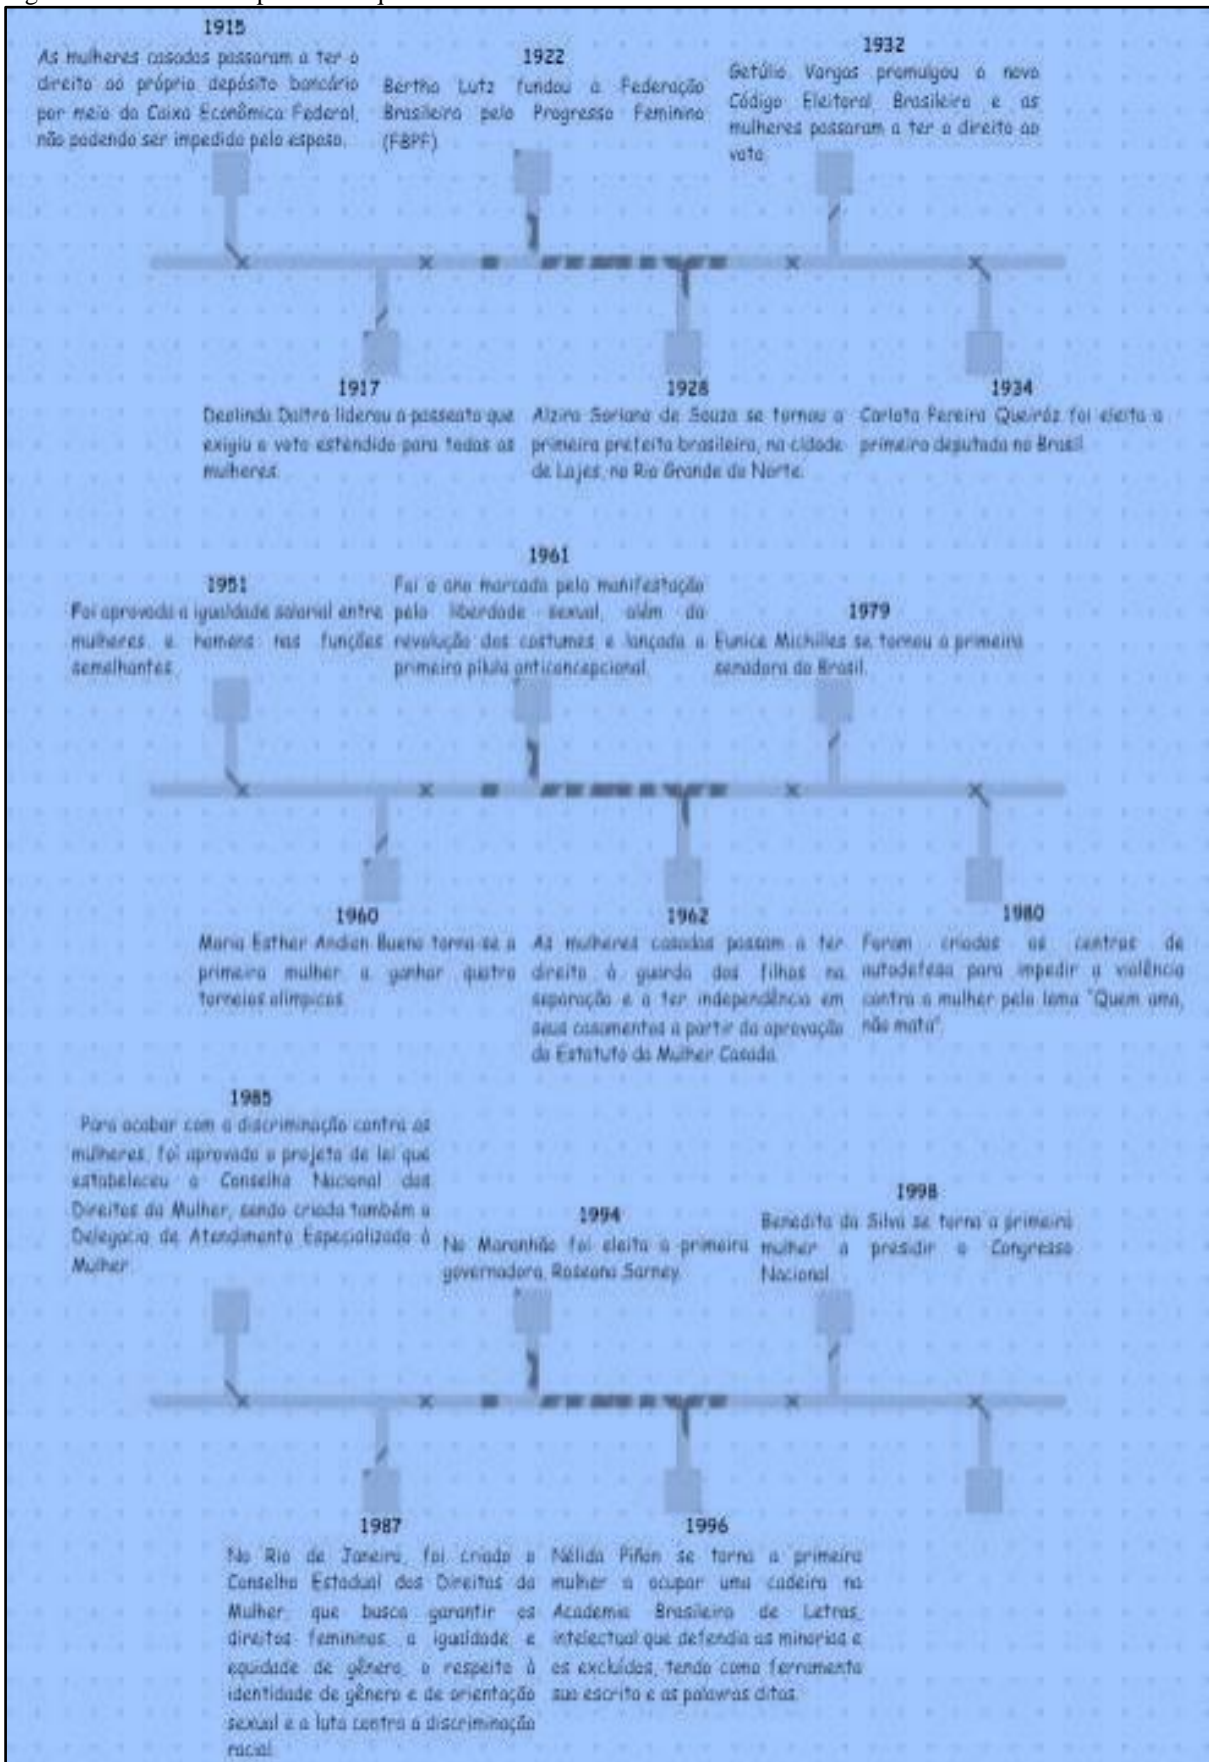 1915
As mulheres casadas passaram a ter o
direito ao próprio depósito bancário
por meio da Caixa Econômica Federal,
não podendo ser impedido pelo esposo.
1922
Bertha Lutz fundou a Federação
Brasileira pelo Progresso Feminino
(FBPF)
1932
Getúlio Vargas promulgou o novo
Código Eleitoral Brasileiro e as
mulheres passaram a ter o direito ao
voto.
1917
Deolinda Daltro liderou a passeata que
exigiu o voto estendido para todas as
mulheres.
1928
Alzira Soriano de Souza se tornou a
primeira prefeita brasileira, na cidade
de Lajes, no Rio Grande do Norte.
1934
Carlota Pereira Queiróz foi eleita a
primeira deputada no Brasil.
1951
Foi aprovada a igualdade salarial entre
mulheres e homens nas funções
semelhantes.
1961
Foi o ano marcado pela manifestação
pela liberdade sexual, além da
revolução dos costumes e lançada a
primeira pílula anticoncepcional.
1979
Eunice Michilles se tornou a primeira
senadora do Brasil.
1960
Maria Esther Andion Bueno torna-se a
primeira mulher a ganhar quatro
torneios olímpicos.
1962
As mulheres casadas passam a ter
direito à guarda dos filhos na
separação e a ter independência em
seus casamentos a partir da aprovação
do Estatuto da Mulher Casada.
1980
Foram criados os centros de
autodefesa para impedir a violência
contra a mulher pelo lema "Quem ama,
não mata".
1985
Para acabar com a discriminação contra as
mulheres, foi aprovado o projeto de lei que
estabeleceu o Conselho Nacional dos
Direitos da Mulher, sendo criada também a
Delegacia de Atendimento Especializado à
Mulher.
1994
No Maranhão foi eleita a primeira
governadora, Roseana Sarney.
1998
Benedita da Silva se torna a primeira
mulher a presidir o Congresso
Nacional
1987
No Rio de Janeiro, foi criado o
Conselho Estadual dos Direitos da
Mulher, que busca garantir os
direitos femininos, a igualdade e
equidade de gênero, o respeito à
identidade de gênero e de orientação
sexual e a luta contra a discriminação
racial.
1996
Nélida Piñon se torna a primeira
mulher a ocupar uma cadeira na
Academia Brasileira de Letras,
intelectual que defendia as minorias e
os excluídos, tendo como ferramenta
sua escrita e as palavras ditas.